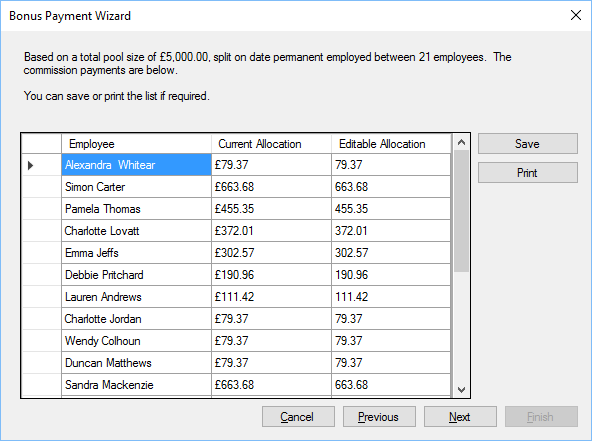 Bonus Payment Wizard
Based on a total pool size of £5,000.00, split on date permanent employed between 21 employees.  The
commission payments are below.
You can save or print the list if required.
Employee Current Allocation Editable Allocation
Alexandra  Whitear £79.37 79.37
Simon Carter £663.68 663.68
Pamela Thomas £455.35 455.35
Charlotte Lovatt £372.01 372.01
Emma Jeffs £302.57 302.57
Debbie Pritchard £190.96 190.96
Lauren Andrews £111.42 111.42
Charlotte Jordan £79.37 79.37
Wendy Colhoun £79.37 79.37
Duncan Matthews £79.37 79.37
Sandra Mackenzie £663.68 663.68
Save
Print
Cancel Previous Next Finish